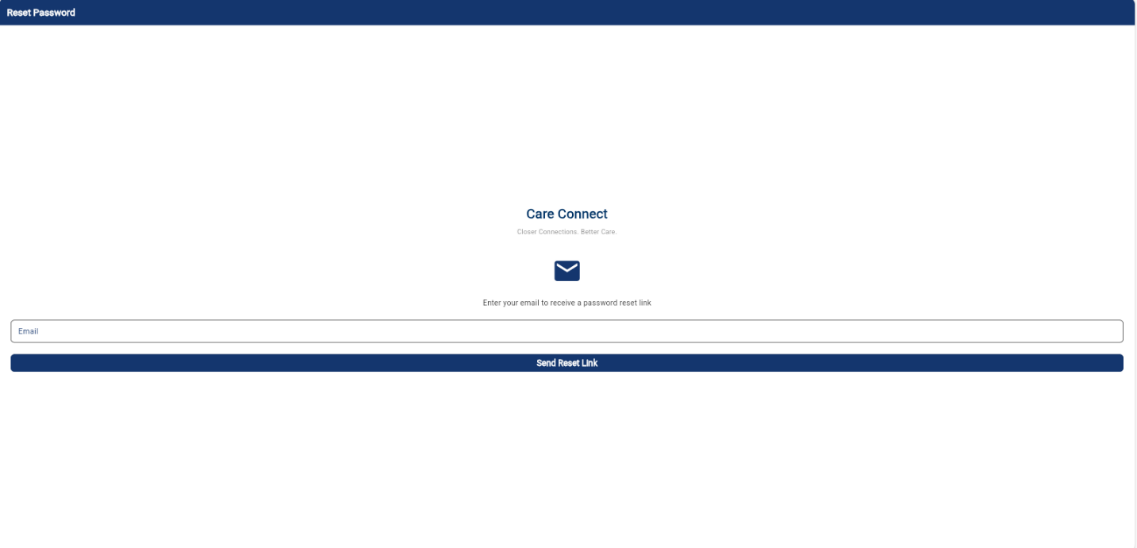 Reset Password
Care Connect
Closer Connections. Better Care.
Enter your email to receive a password reset link
Email
Send Reset Link